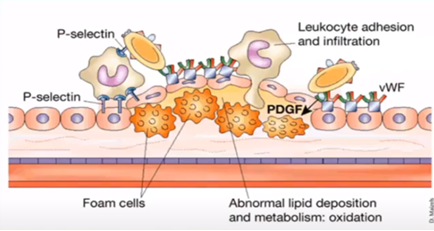 P-selectin
Leukocyte adhesion
and infiltration
P-selectin
PDGF
vWF
Foam cells
Abnormal lipid deposition
and metabolism: oxidation